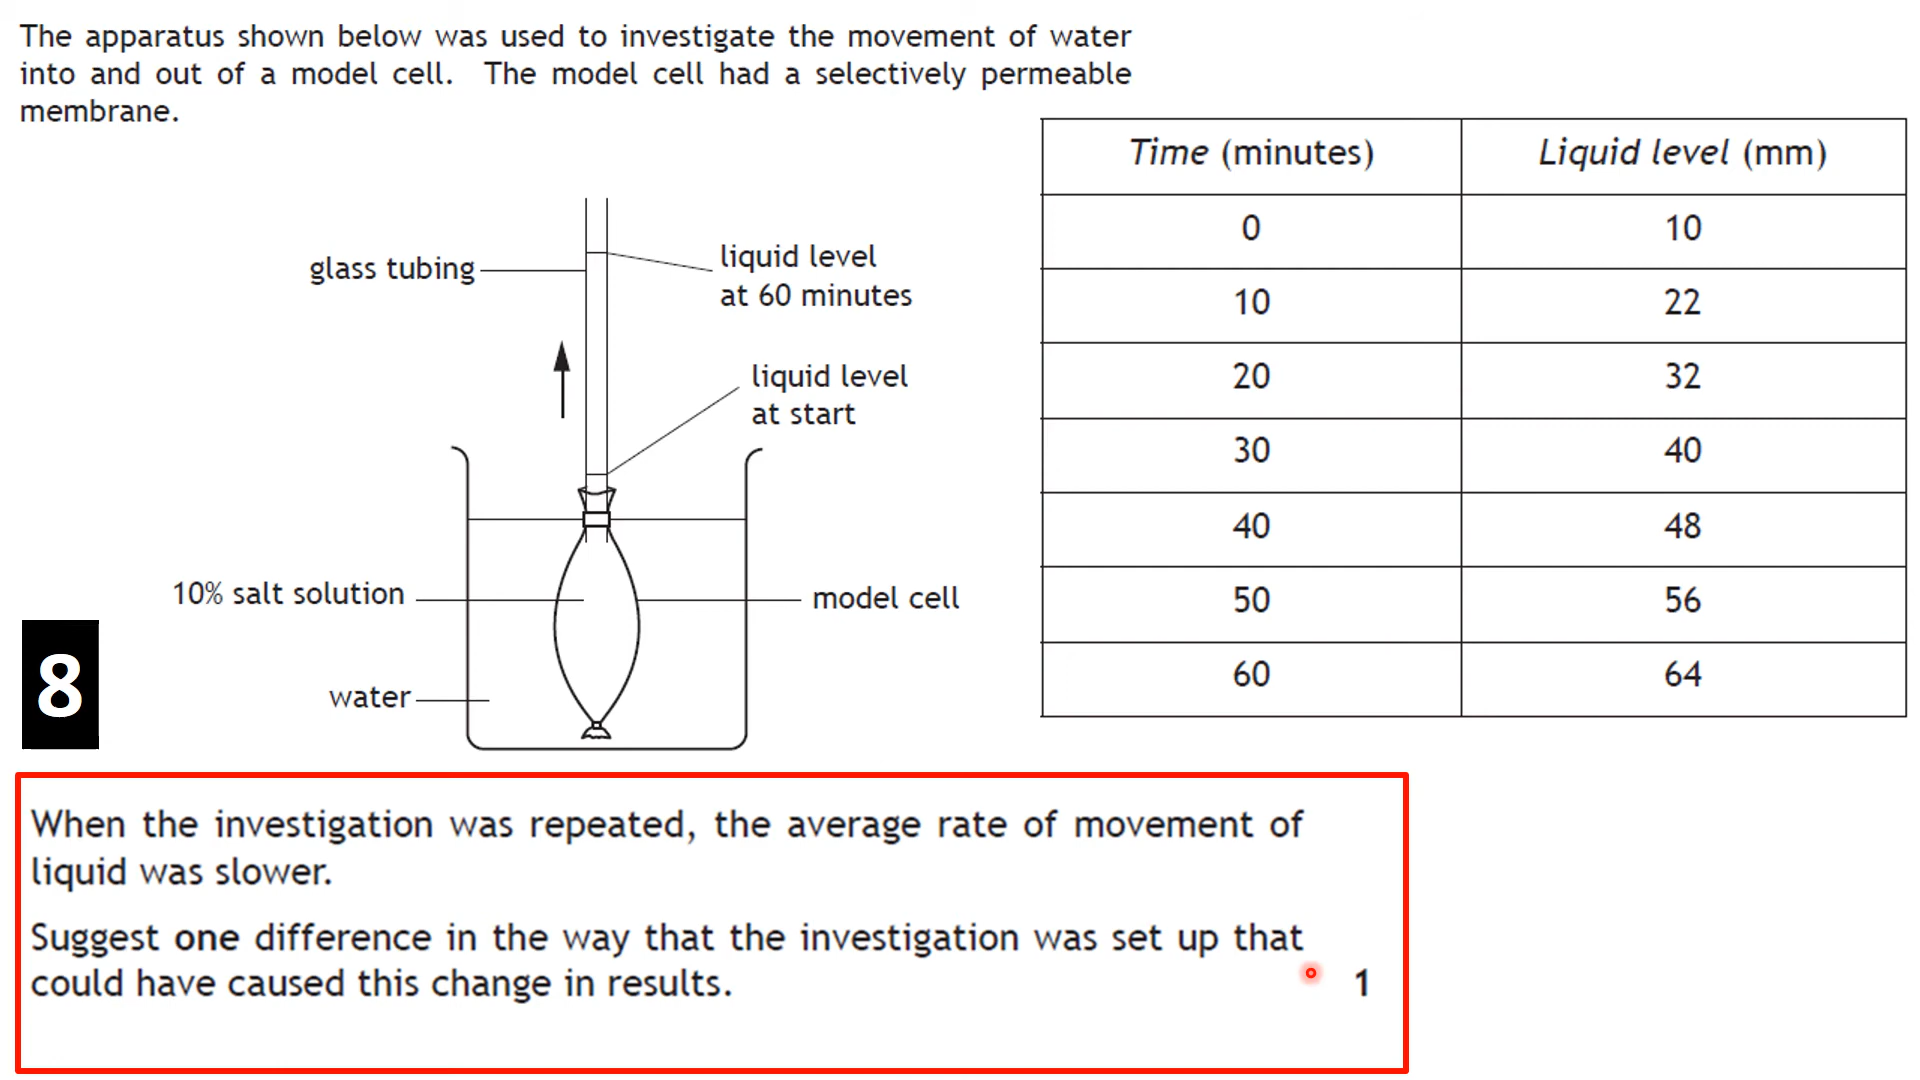 The apparatus shown below was used to investigate the movement of water
into and out of a model cell. The model cell had a selectively permeable
membrane.
glass tubing
liquid level
at 60 minutes
liquid level
at start
10% salt solution
model cell
water
Time (minutes) Liquid level (mm)
0 10
10 22
20 32
30 40
40 48
50 56
60 64
8
When the investigation was repeated, the average rate of movement of
liquid was slower.
Suggest one difference in the way that the investigation was set up that
could have caused this change in results. 1